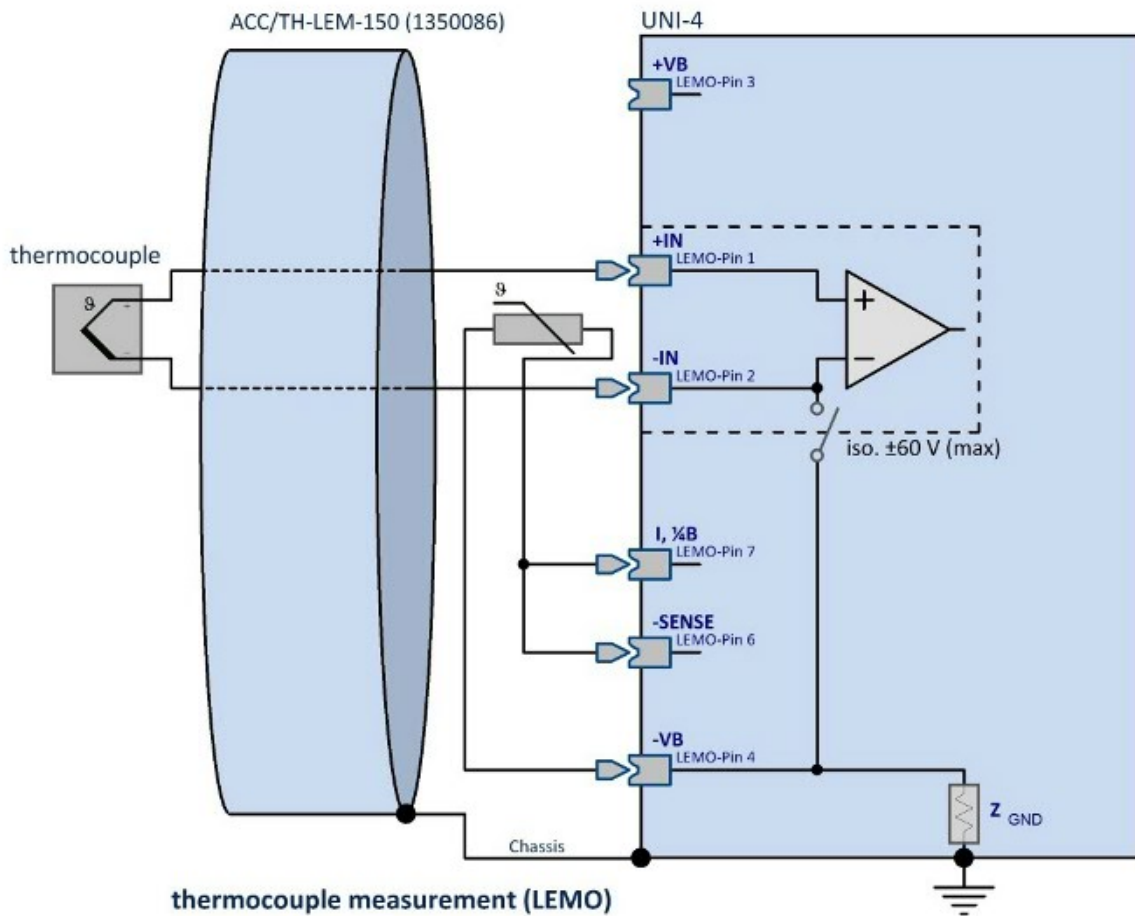 ACC/TH-LEM-150 (1350086)
UNI-4
+VB
LEMO-Pin 3
thermocouple
ϑ
+IN
LEMO-Pin 1
+
ϑ
-IN
LEMO-Pin 2
−
iso. ±60 V (max)
I, ¼B
LEMO-Pin 7
-SENSE
LEMO-Pin 6
-VB
LEMO-Pin 4
Z GND
Chassis
thermocouple measurement (LEMO)